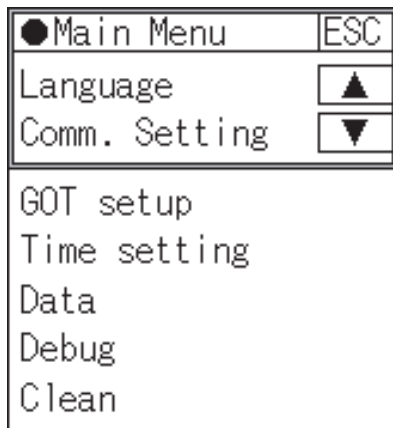 ●Main Menu ESC
Language ▲
Comm. Setting ▼
GOT setup
Time setting
Data
Debug
Clean